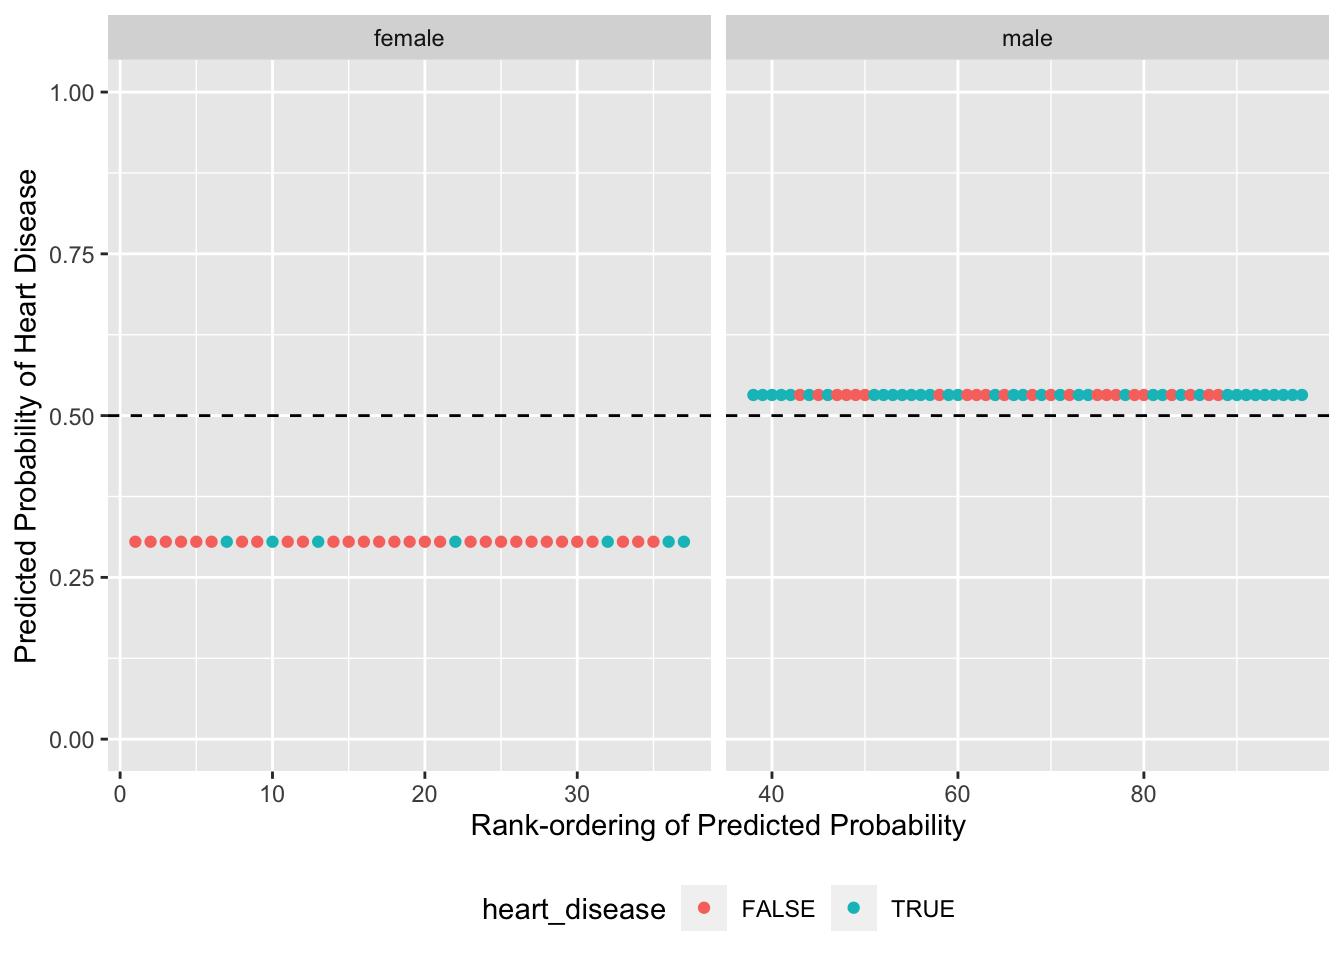 female
male
1.00
0.75
0.50
0.25
0.00
Predicted Probability of Heart Disease
0 10 20 30 40 60 80
Rank-ordering of Predicted Probability
heart_disease FALSE TRUE